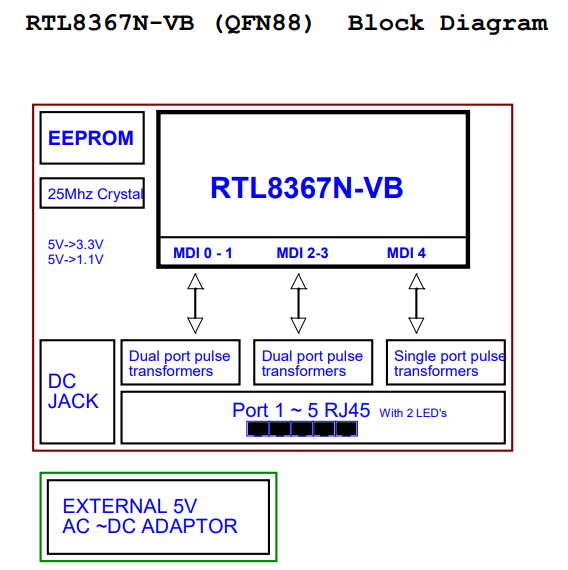 RTL8367N-VB (QFN88) Block Diagram
EEPROM
25Mhz Crystal
5V->3.3V
5V->1.1V
RTL8367N-VB
MDI 0 - 1
MDI 2-3
MDI 4
DC
JACK
Dual port pulse
transformers
Dual port pulse
transformers
Single port pulse
transformers
Port 1 ~ 5 RJ45 With 2 LED's
EXTERNAL 5V
AC ~DC ADAPTOR